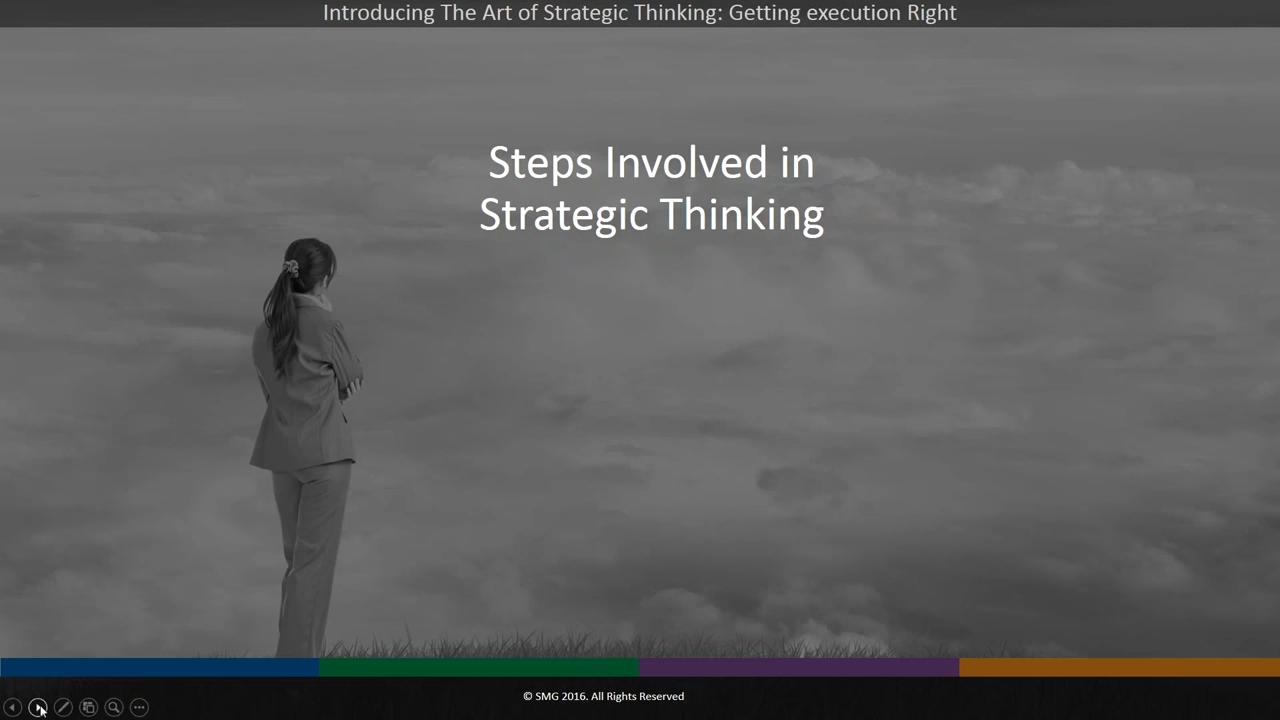 Introducing The Art of Strategic Thinking: Getting execution Right
Steps Involved in
Strategic Thinking
© SMG 2016. All Rights Reserved